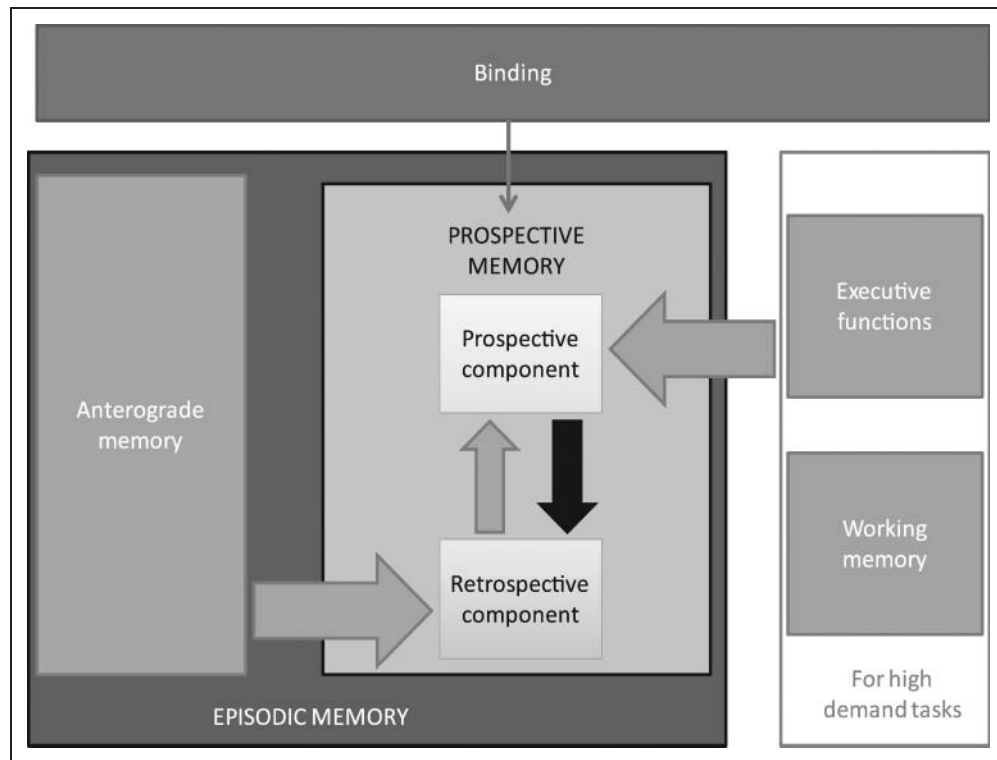 Binding
PROSPECTIVE
MEMORY
Prospective
component
Retrospective
component
Anterograde
memory
EPISODIC MEMORY
Executive
functions
Working
memory
For high
demand tasks